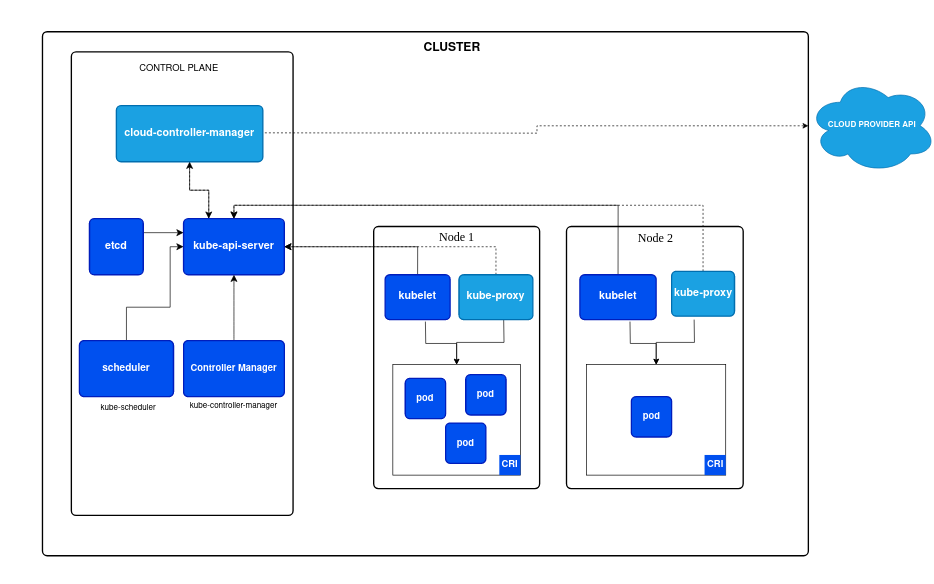 CLUSTER
CONTROL PLANE
cloud-controller-manager
CLOUD PROVIDER API
etcd
kube-api-server
scheduler
kube-scheduler
Controller Manager
kube-controller-manager
Node 1
kubelet
kube-proxy
pod
pod
pod
CRI
Node 2
kubelet
kube-proxy
pod
CRI